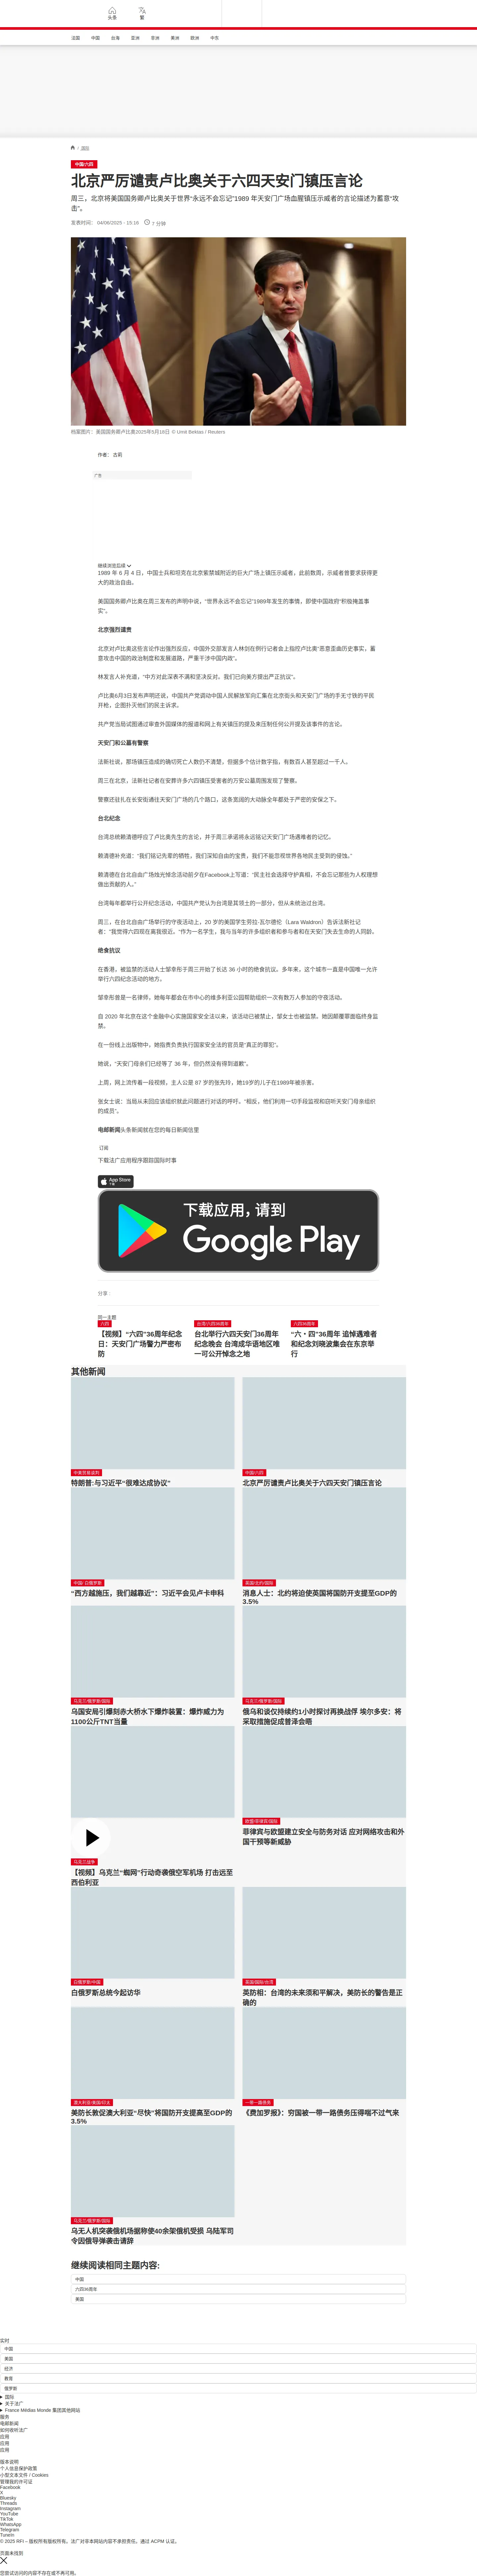 头条
繁
法国
中国
台海
亚洲
非洲
美洲
欧洲
中东
/ 国际
中国/六四
北京严厉谴责卢比奥关于六四天安门镇压言论
周三，北京将美国国务卿卢比奥关于世界“永远不会忘记”1989 年天安门广场血腥镇压示威者的言论描述为蓄意“攻击”。
发表时间： 04/06/2025 - 15:16
7 分钟
档案图片：美国国务卿卢比奥2025年5月16日 © Umit Bektas / Reuters
作者： 古莉
广告
继续浏览后续
1989 年 6 月 4 日，中国士兵和坦克在北京紫禁城附近的巨大广场上镇压示威者，此前数周，示威者曾要求获得更大的政治自由。
美国国务卿卢比奥在周三发布的声明中说，“世界永远不会忘记”1989年发生的事情，即使中国政府“积极掩盖事实”。
北京强烈谴责
北京对卢比奥这些言论作出强烈反应，中国外交部发言人林剑在例行记者会上指控卢比奥“恶意歪曲历史事实，蓄意攻击中国的政治制度和发展道路，严重干涉中国内政”。
林发言人补充道，“中方对此深表不满和坚决反对。我们已向美方提出严正抗议”。
卢比奥6月3日发布声明还说，中国共产党调动中国人民解放军向汇集在北京街头和天安门广场的手无寸铁的平民开枪，企图扑灭他们的民主诉求。
共产党当局试图通过审查外国媒体的报道和网上有关镇压的提及来压制任何公开提及该事件的言论。
天安门和公墓有警察
法新社说，那场镇压造成的确切死亡人数仍不清楚，但据多个估计数字指，有数百人甚至超过一千人。
周三在北京，法新社记者在安葬许多六四镇压受害者的万安公墓周围发现了警察。
警察还驻扎在长安街通往天安门广场的几个路口，这条宽阔的大动脉全年都处于严密的安保之下。
台北纪念
台湾总统赖清德呼应了卢比奥先生的言论，并于周三承诺将永远铭记天安门广场遇难者的记忆。
赖清德补充道：“我们铭记先辈的牺牲，我们深知自由的宝贵，我们不能忽视世界各地民主受到的侵蚀。”
赖清德在台北自由广场烛光悼念活动前夕在Facebook上写道：“民主社会选择守护真相，不会忘记那些为人权理想做出贡献的人。”
台湾每年都举行公开纪念活动，中国共产党认为台湾是其领土的一部分，但从未统治过台湾。
周三，在台北自由广场举行的守夜活动上，20 岁的美国学生劳拉·瓦尔德伦（Lara Waldron）告诉法新社记者：“我觉得六四现在离我很近。”作为一名学生，我与当年的许多组织者和参与者和在天安门失去生命的人同龄。
绝食抗议
在香港，被监禁的活动人士邹幸彤于周三开始了长达 36 小时的绝食抗议。多年来，这个城市一直是中国唯一允许举行六四纪念活动的地方。
邹幸彤曾是一名律师，她每年都会在市中心的维多利亚公园帮助组织一次有数万人参加的守夜活动。
自 2020 年北京在这个金融中心实施国家安全法以来，该活动已被禁止，邹女士也被监禁。她因颠覆罪面临终身监禁。
在一份线上出版物中，她指责负责执行国家安全法的官员是“真正的罪犯”。
她说，“天安门母亲们已经等了 36 年，但仍然没有得到道歉”。
上周，网上流传着一段视频，主人公是 87 岁的张先玲，她19岁的儿子在1989年被杀害。
张女士说：当局从未回应该组织就此问题进行对话的呼吁。“相反，他们利用一切手段监视和窃听天安门母亲组织的成员”。
电邮新闻头条新闻就在您的每日新闻信里
订阅
下载法广应用程序跟踪国际时事
App Store 下载
下载应用，请到 Google Play
分享 :
同一主题
六四
【视频】“六四”36周年纪念日：天安门广场警力严密布防
台湾/六四36周年
台北举行六四天安门36周年纪念晚会 台湾成华语地区唯一可公开悼念之地
六四36周年
“六・四”36周年 追悼遇难者和纪念刘晓波集会在东京举行
其他新闻
中美贸易谈判
特朗普:与习近平“很难达成协议”
中国/六四
北京严厉谴责卢比奥关于六四天安门镇压言论
中国/ 白俄罗斯
“西方越施压，我们越靠近”：习近平会见卢卡申科
英国/北约/国际
消息人士：北约将迫使英国将国防开支提至GDP的3.5%
乌克兰/俄罗斯/国际
乌国安局引爆刻赤大桥水下爆炸装置：爆炸威力为1100公斤TNT当量
乌克兰/俄罗斯/国际
俄乌和谈仅持续约1小时探讨再换战俘 埃尔多安：将采取措施促成普泽会晤
乌克兰战争
【视频】乌克兰“蜘网”行动奇袭俄空军机场 打击远至西伯利亚
欧盟/菲律宾/国际
菲律宾与欧盟建立安全与防务对话 应对网络攻击和外国干预等新威胁
白俄罗斯/中国
白俄罗斯总统今起访华
英国/国际/台湾
英防相：台湾的未来须和平解决，美防长的警告是正确的
澳大利亚/美国/印太
美防长敦促澳大利亚“尽快”将国防开支提高至GDP的3.5%
一带一路债务
《费加罗报》：穷国被一带一路债务压得喘不过气来
乌克兰/俄罗斯/国际
乌无人机突袭俄机场据称使40余架俄机受损 乌陆军司令因俄导弹袭击请辞
继续阅读相同主题内容:
中国
六四36周年
美国
实时
中国
美国
经济
教育
俄罗斯
国际
关于法广
France Médias Monde 集团其他网站
服务
电邮新闻
如何收听法广
应用
应用
应用
版本说明
个人信息保护政策
小型文本文件 / Cookies
管理我的许可证
Facebook
X
Bluesky
Threads
Instagram
YouTube
TikTok
WhatsApp
Telegram
TuneIn
© 2025 RFI – 版权所有版权所有。法广对非本网站内容不承担责任。通过 ACPM 认证。
页面未找到
您尝试访问的内容不存在或不再可用。